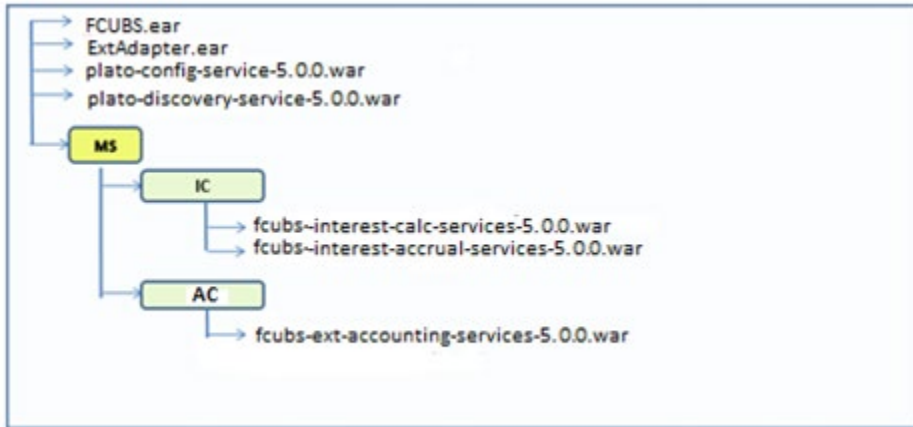 FCUBS.ear
ExtAdapter.ear
plato-config-service-5.0.0.war
plato-discovery-service-5.0.0.war
MS
IC
fcubs~interest-calc-services-5.0.0.war
fcubs~interest-accrual-services-5.0.0.war
AC
fcubs-ext-accounting-services-5.0.0.war